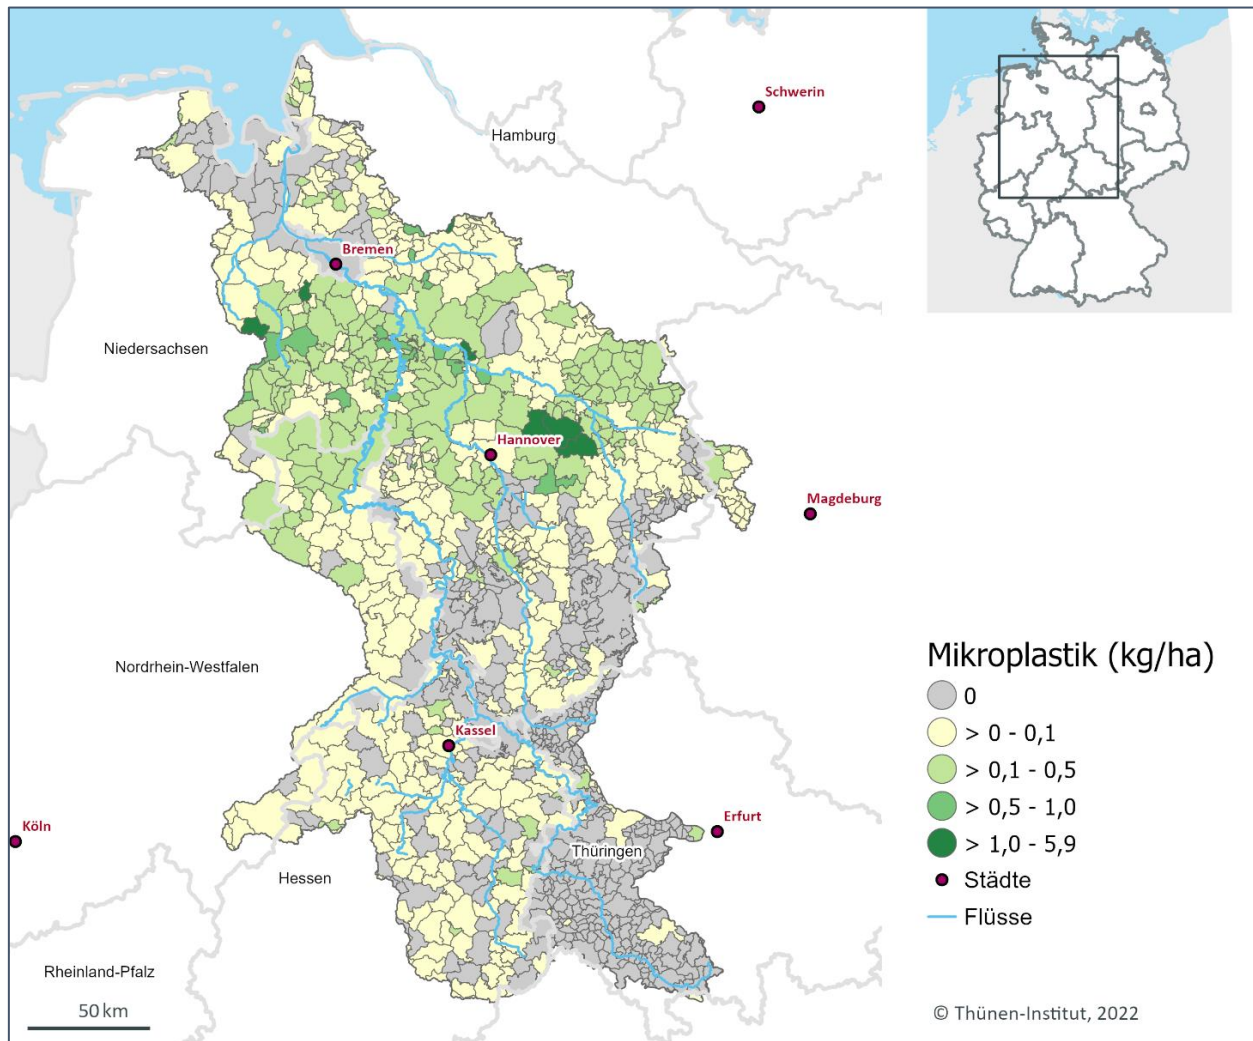 Schwerin
Hamburg
Bremen
Niedersachsen
Hannover
Magdeburg
Nordrhein-Westfalen
Kassel
Köln
Erfurt
Thüringen
Hessen
Rheinland-Pfalz
50 km
Mikroplastik (kg/ha)
0
> 0 - 0,1
> 0,1 - 0,5
> 0,5 - 1,0
> 1,0 - 5,9
Städte
Flüsse
© Thünen-Institut, 2022